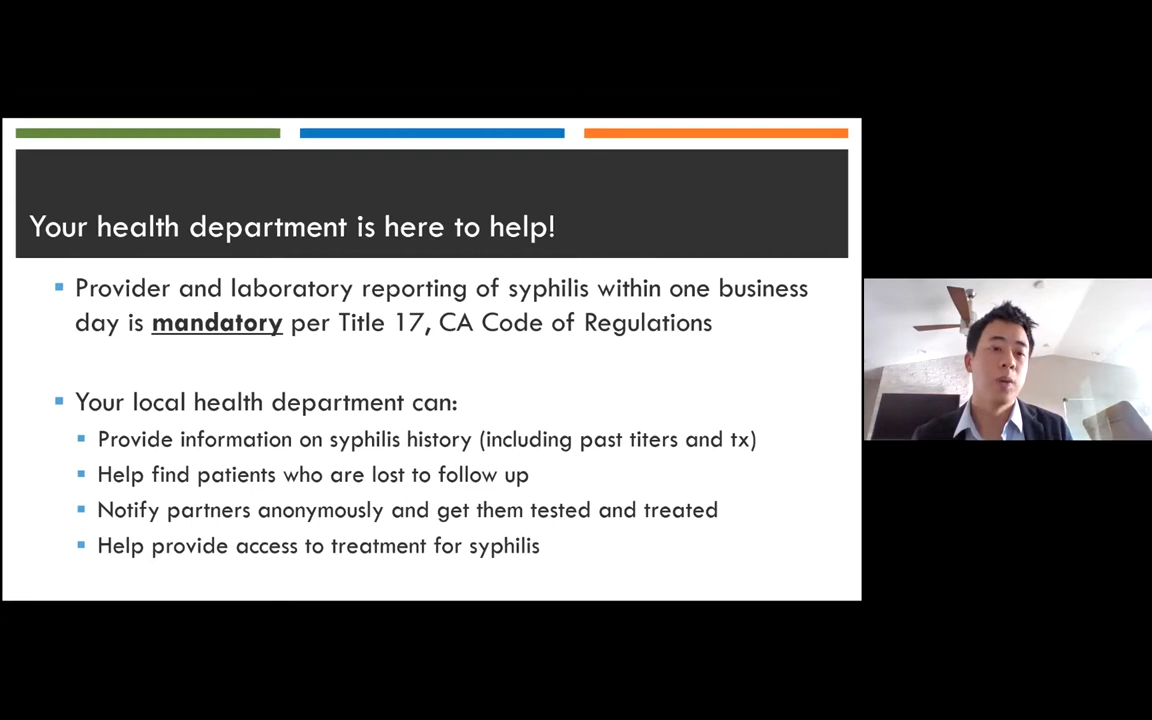 Your health department is here to help!
Provider and laboratory reporting of syphilis within one business
day is mandatory per Title 17, CA Code of Regulations
Your local health department can:
Provide information on syphilis history (including past titers and tx)
Help find patients who are lost to follow up
Notify partners anonymously and get them tested and treated
Help provide access to treatment for syphilis